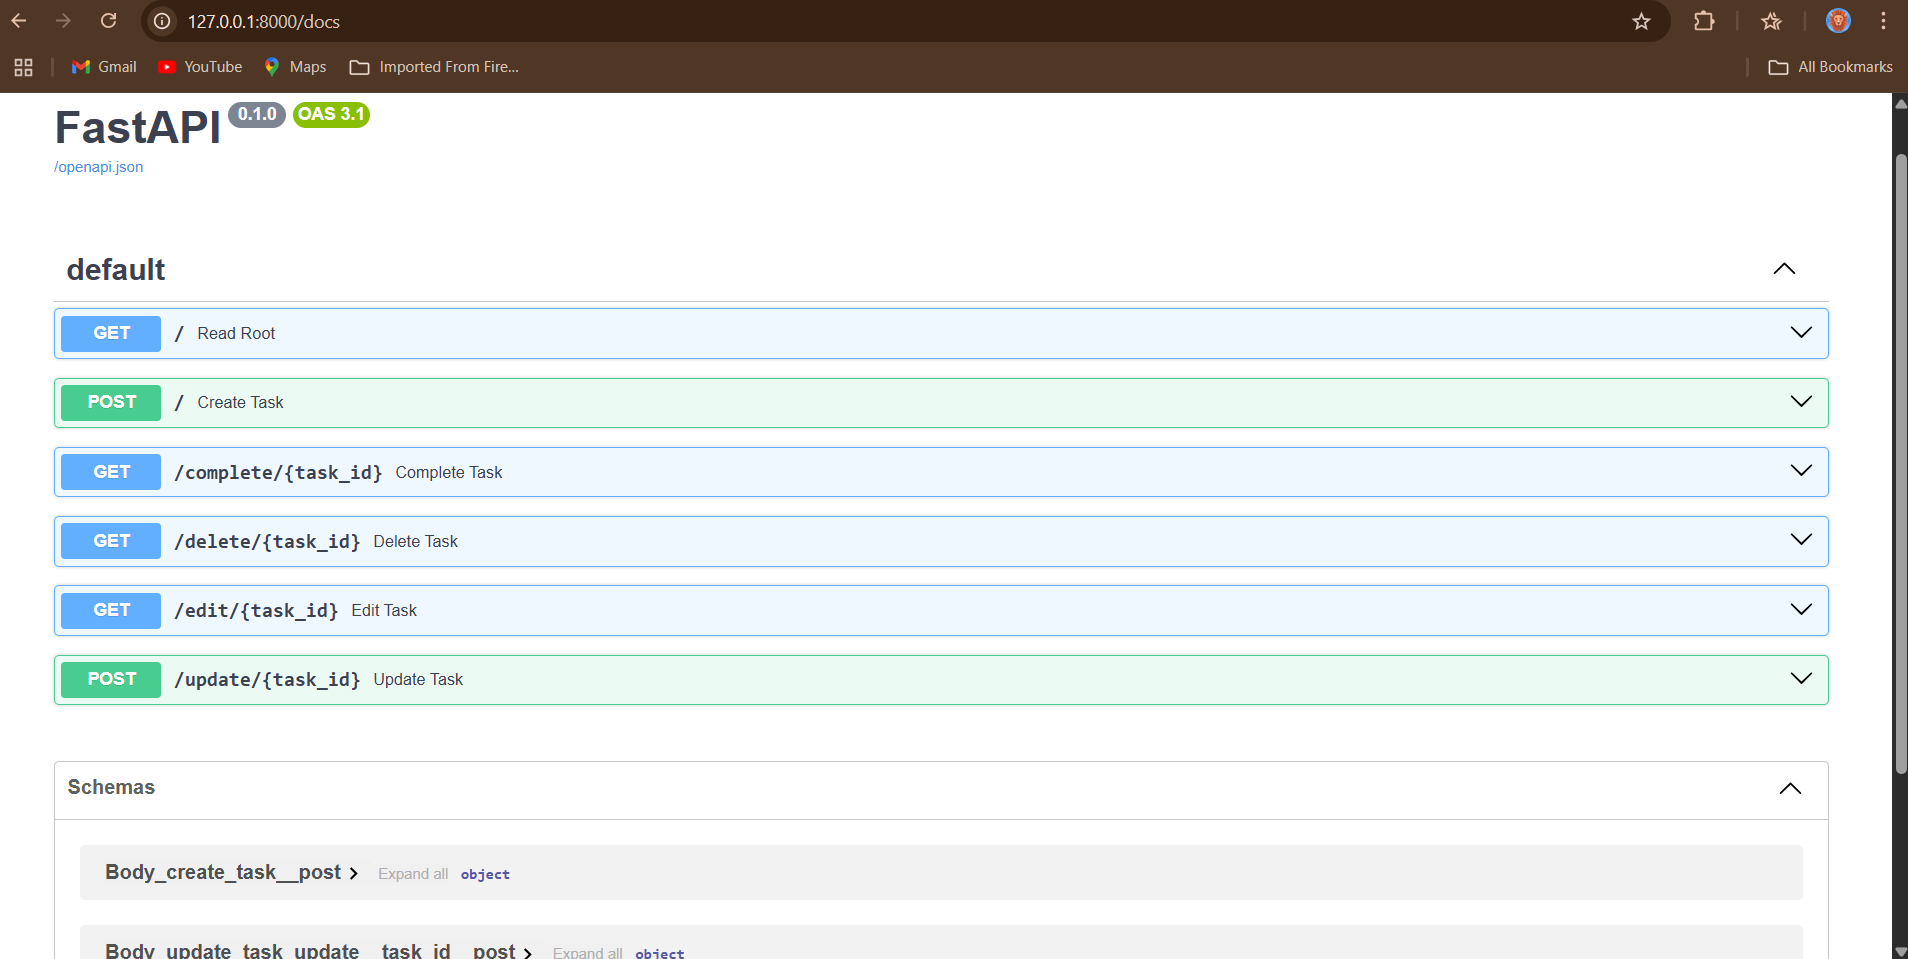 127.0.0.1:8000/docs
Gmail YouTube Maps Imported From Fire... All Bookmarks
FastAPI 0.1.0 OAS 3.1
/openapi.json
default
GET / Read Root
POST / Create Task
GET /complete/{task_id} Complete Task
GET /delete/{task_id} Delete Task
GET /edit/{task_id} Edit Task
POST /update/{task_id} Update Task
Schemas
Body_create_task__post Expand all object
Body_update_task_update__task_id__post Expand all object